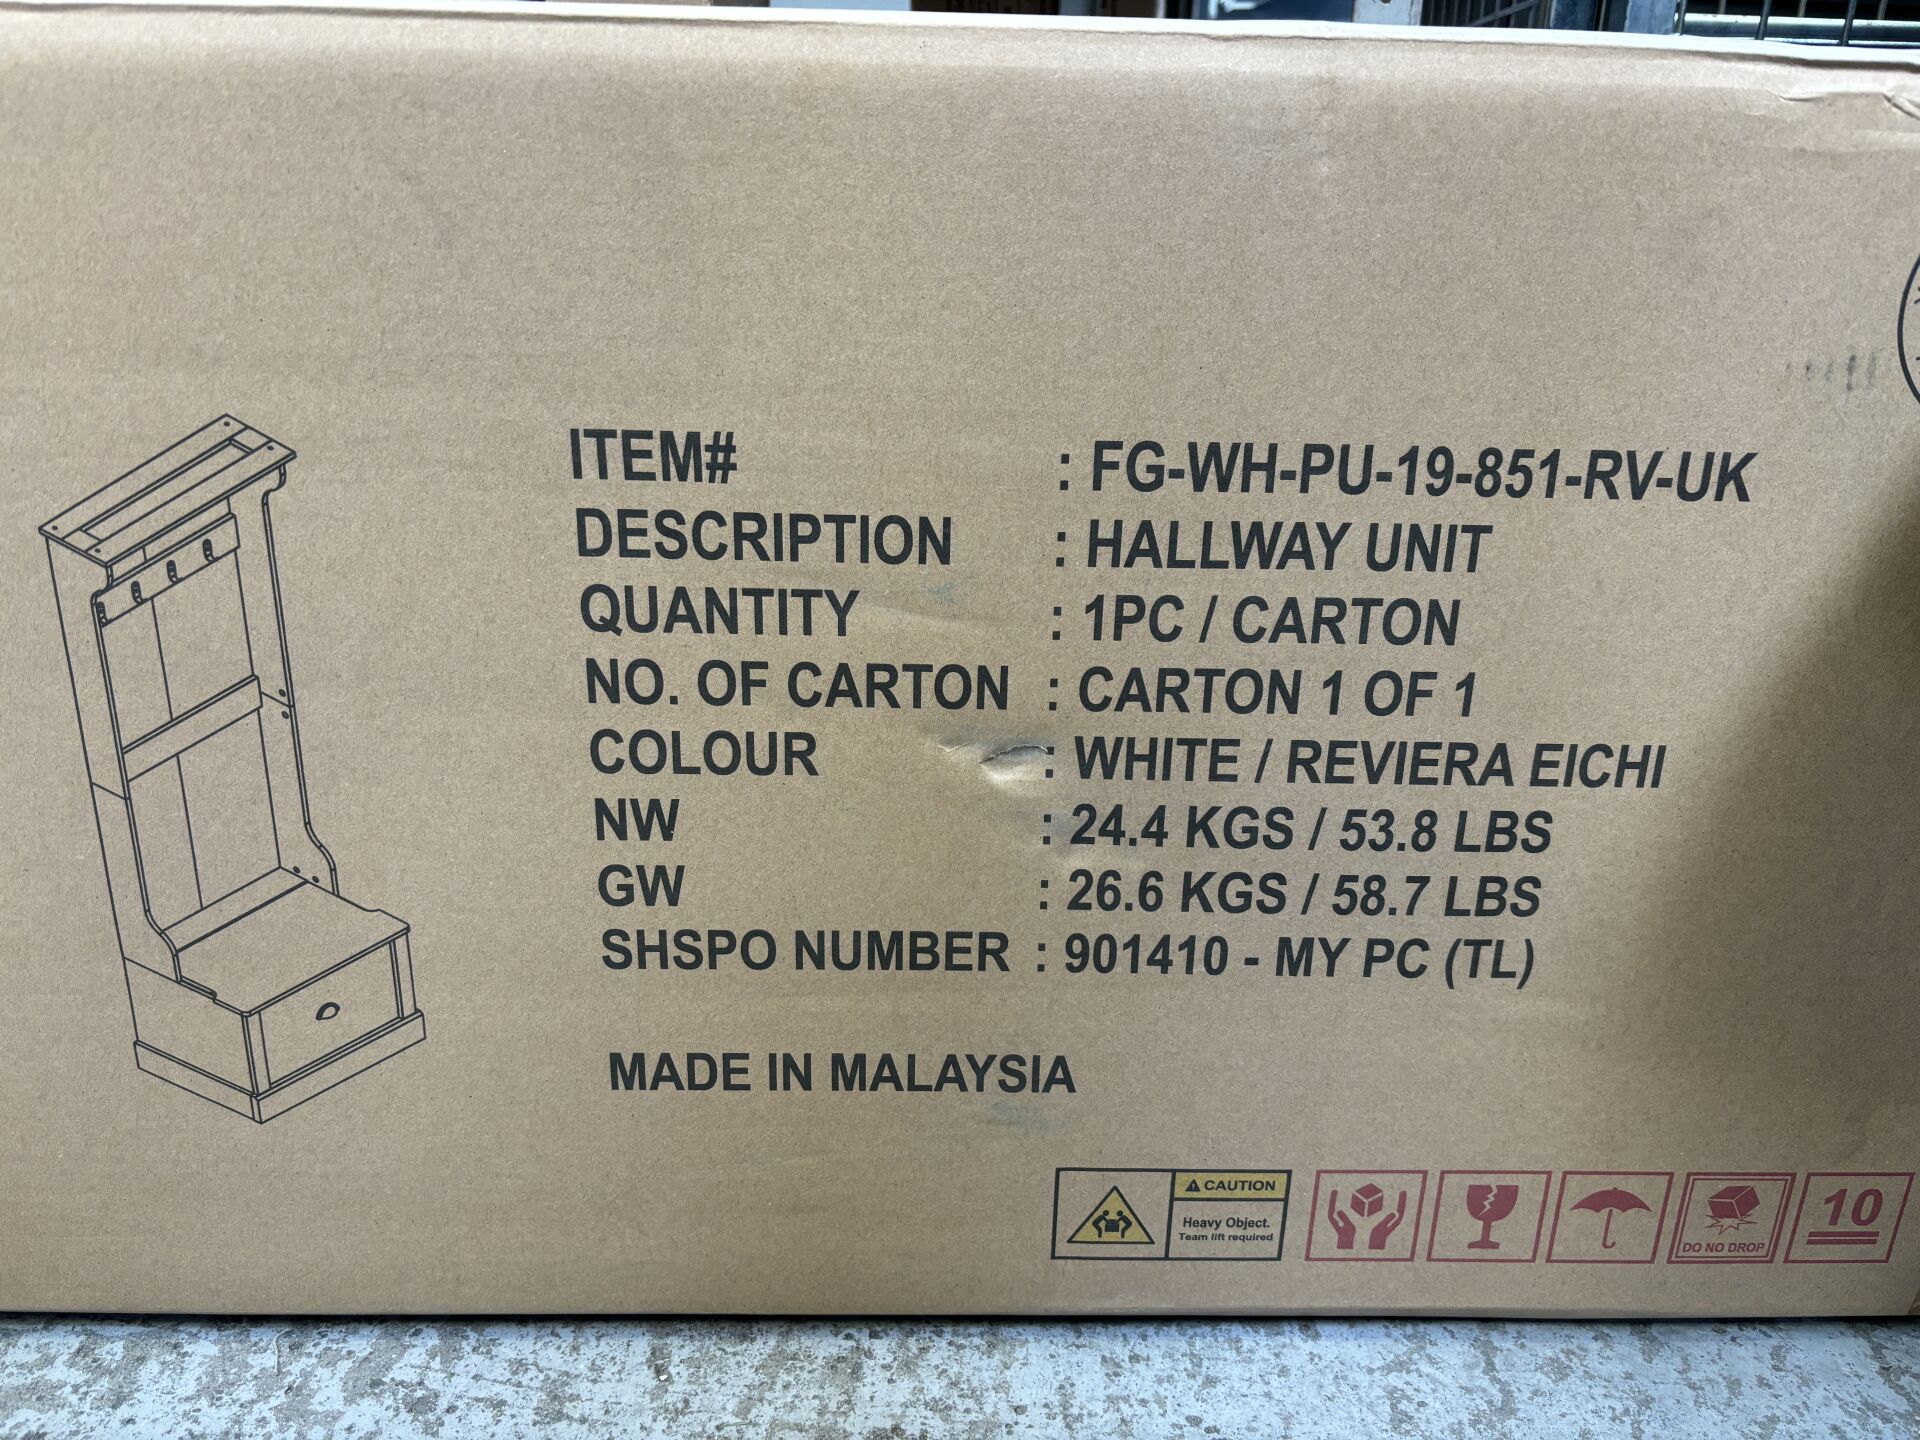 ITEM# : FG-WH-PU-19-851-RV-UK
DESCRIPTION : HALLWAY UNIT
QUANTITY : 1PC / CARTON
NO. OF CARTON : CARTON 1 OF 1
COLOUR : WHITE / REVIERA EICHI
NW : 24.4 KGS / 53.8 LBS
GW : 26.6 KGS / 58.7 LBS
SHSPO NUMBER : 901410 - MY PC (TL)
MADE IN MALAYSIA
CAUTION
Heavy Object.
Team lift required
DO NO DROP
10